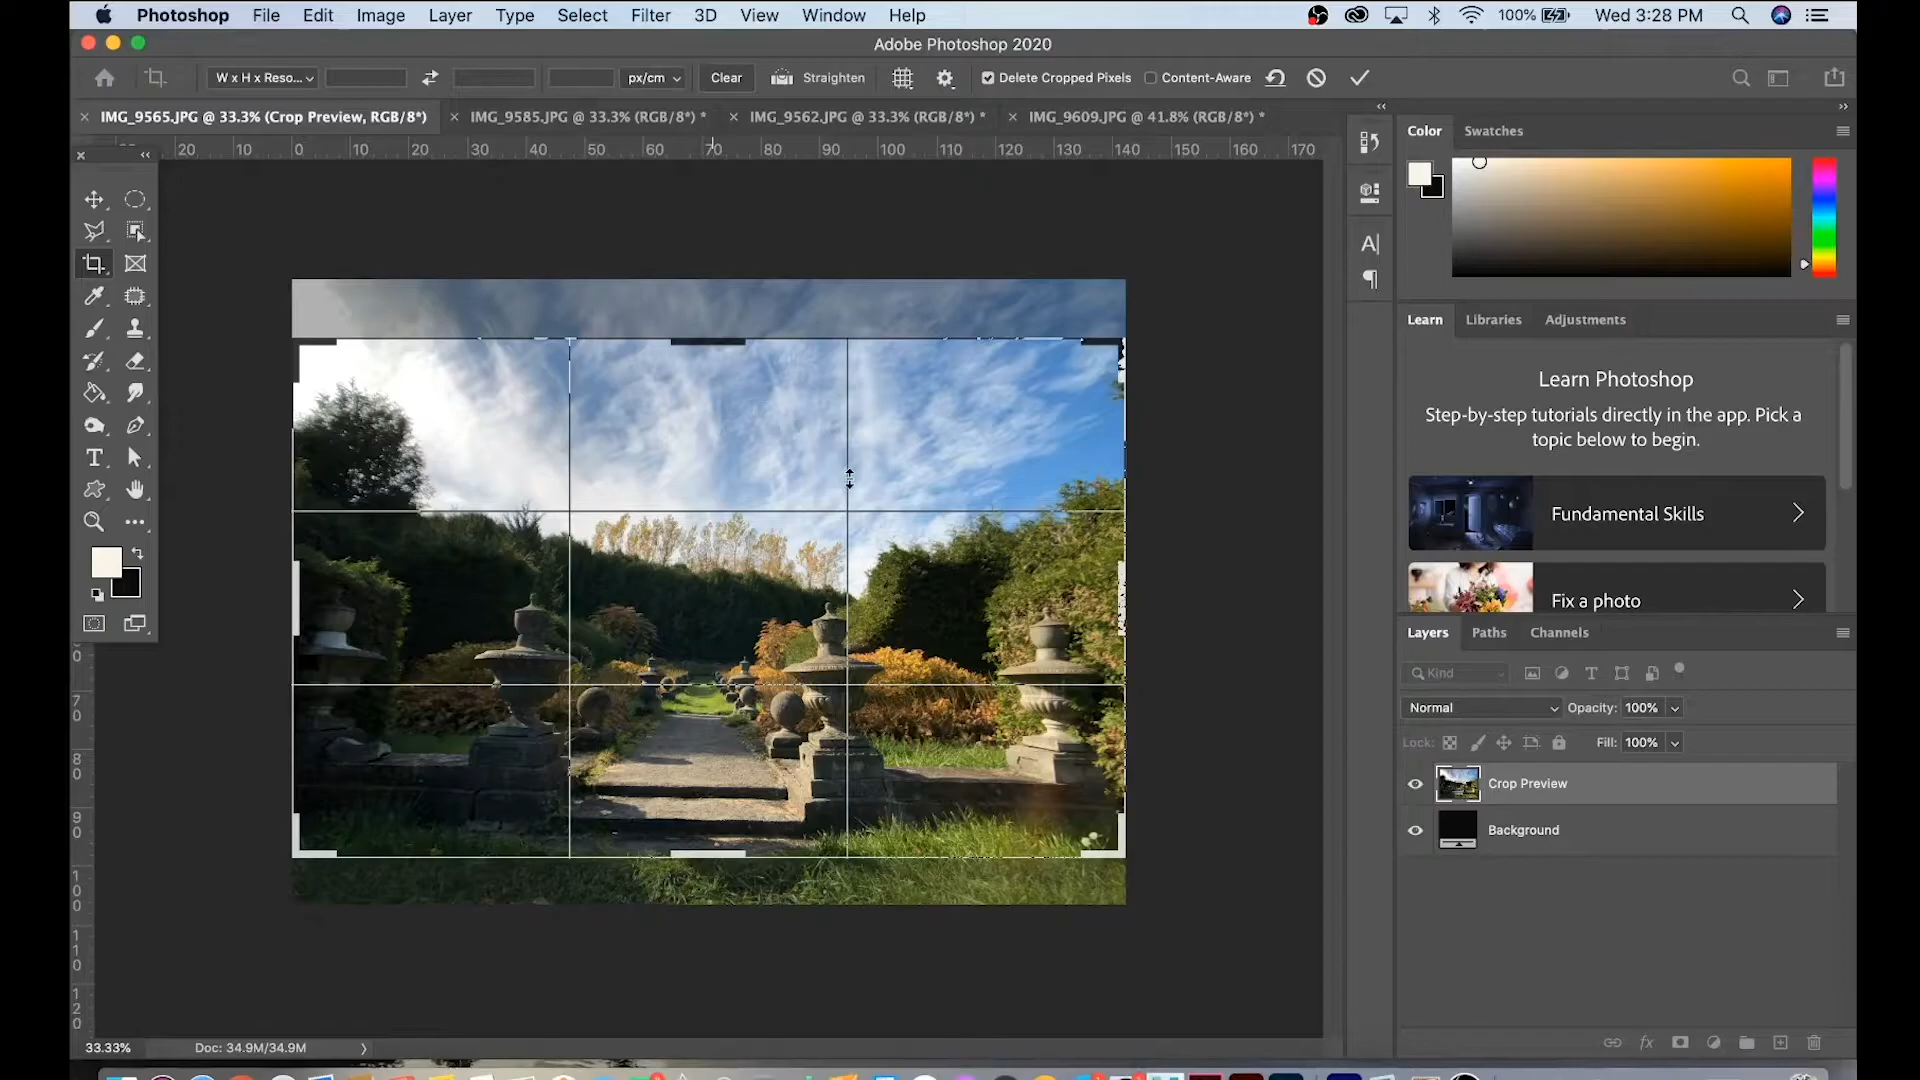 Photoshop File Edit Image Layer Type Select Filter 3D View Window Help 100% Wed 3:28 PM
Adobe Photoshop 2020
W x H x Reso... px/cm Clear Straighten Delete Cropped Pixels Content-Aware
IMG_9565.JPG @ 33.3% (Crop Preview, RGB/8*) IMG_9585.JPG @ 33.3% (RGB/8*) * IMG_9562.JPG @ 33.3% (RGB/8*) * IMG_9609.JPG @ 41.8% (RGB/8*) *
Color Swatches
20 10 0 10 20 30 40 50 60 70 80 90 100 110 120 130 140 150 160 170
Learn Libraries Adjustments
Learn Photoshop
Step-by-step tutorials directly in the app. Pick a
topic below to begin.
Fundamental Skills
Fix a photo
Layers Paths Channels
Kind
Normal Opacity: 100%
Lock: Fill: 100%
Crop Preview
Background
0
70
80
90
100
110
120
33.33% Doc: 34.9M/34.9M